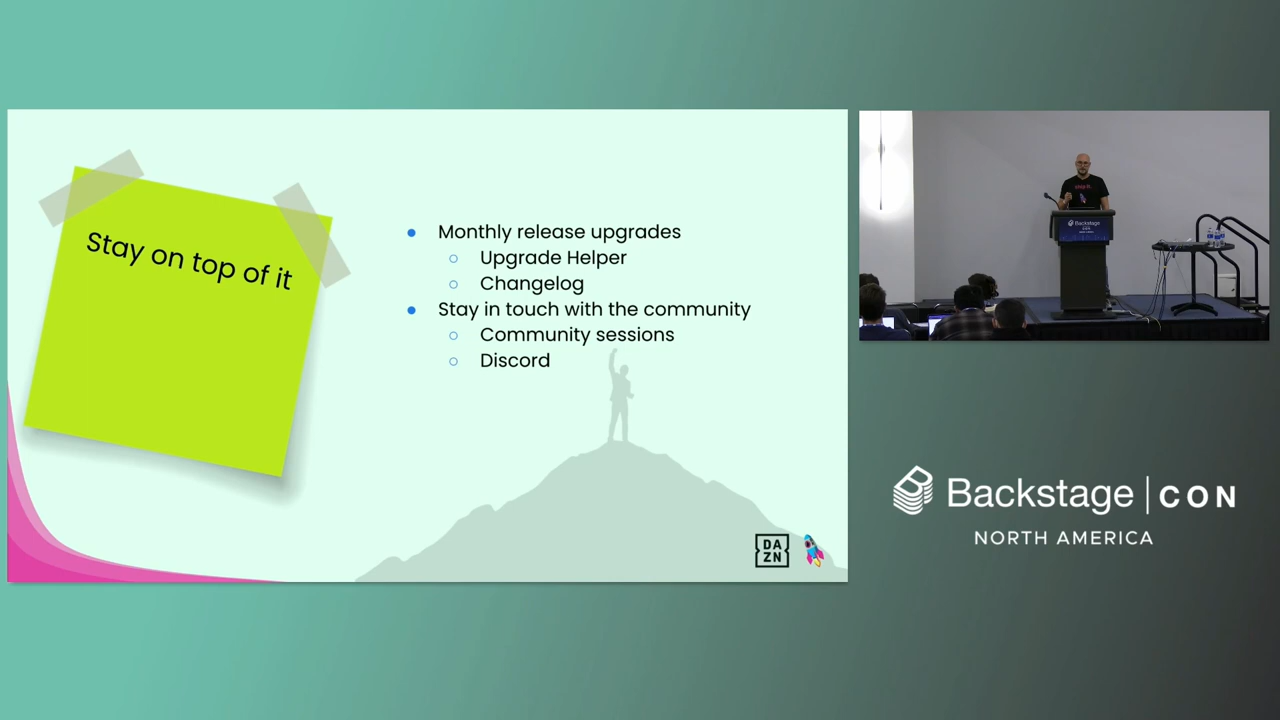 Stay on top of it
Monthly release upgrades
Upgrade Helper
Changelog
Stay in touch with the community
Community sessions
Discord
DA
ZN
Backstage
Backstage | CON
NORTH AMERICA